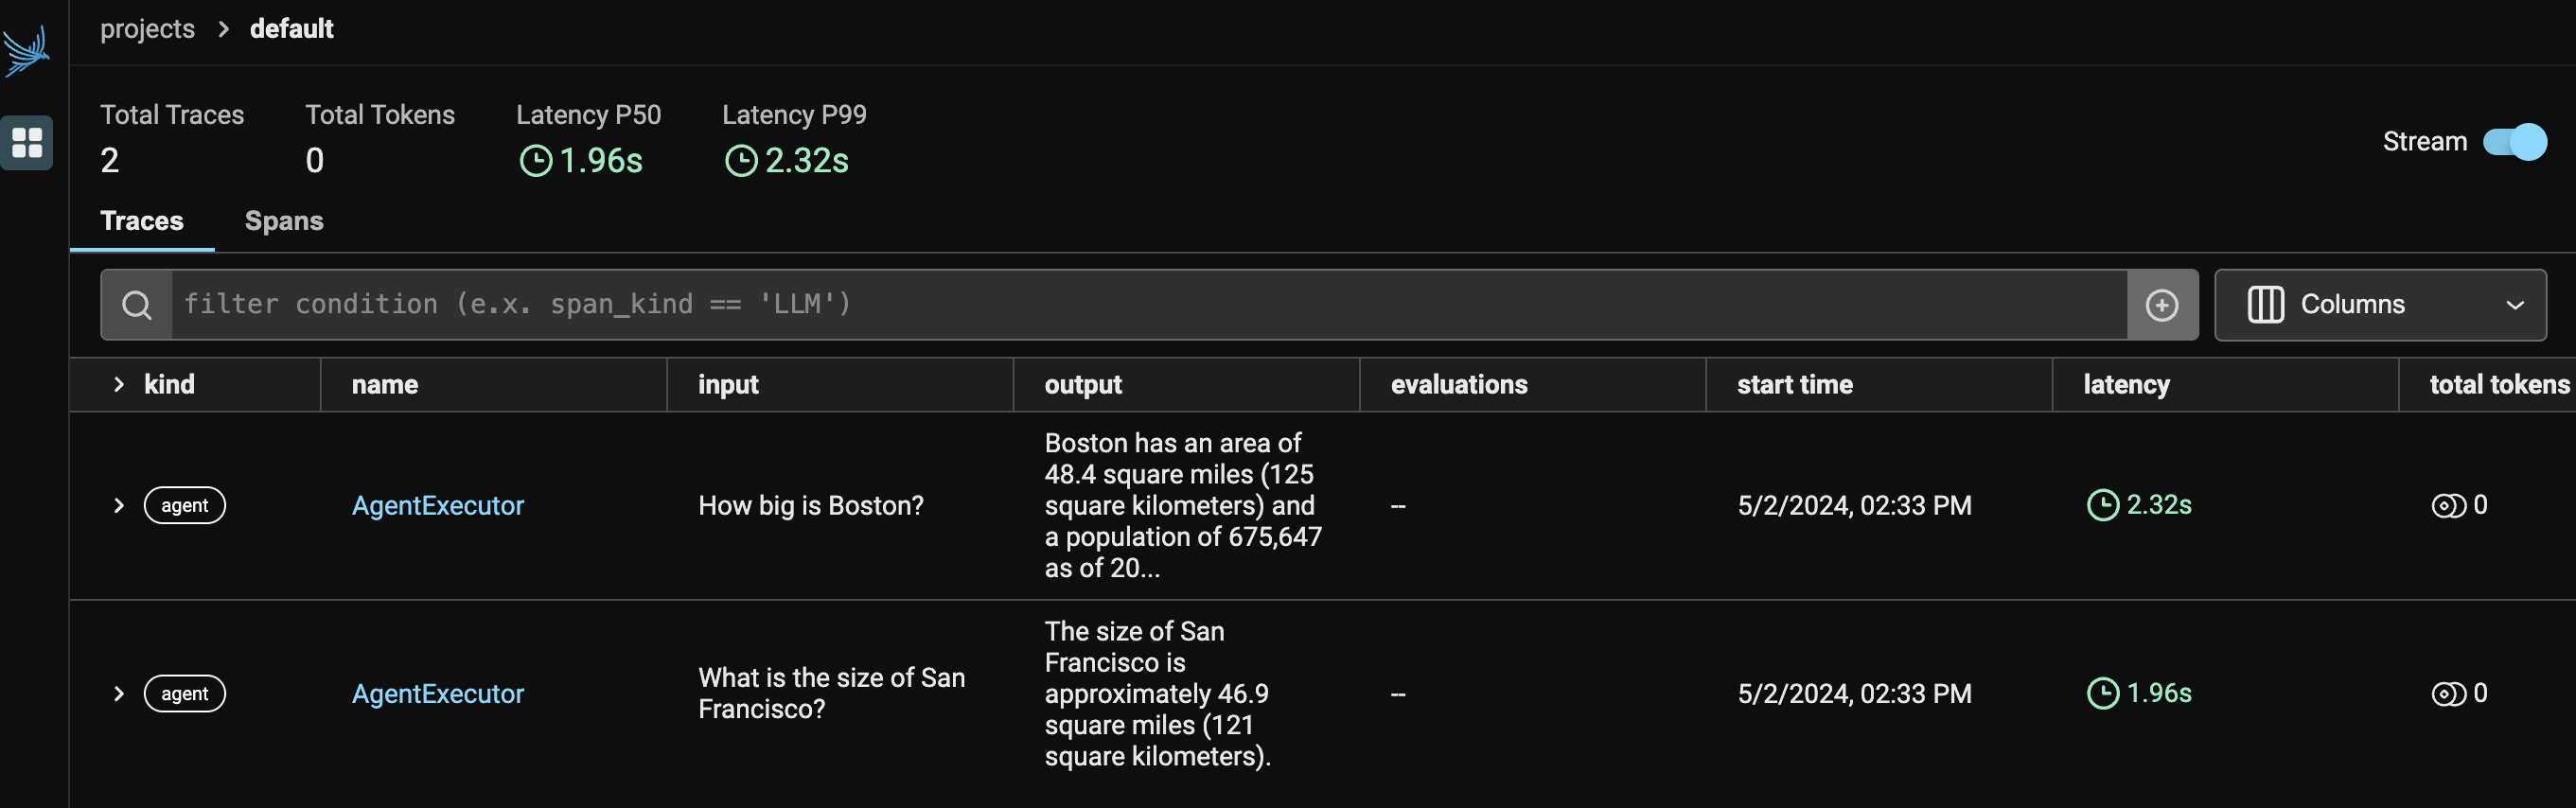 projects > default
Total Traces Total Tokens Latency P50 Latency P99
2 0 1.96s 2.32s
Stream
Traces Spans
filter condition (e.x. span_kind == 'LLM')
Columns
kind name input output evaluations start time latency total tokens
agent AgentExecutor How big is Boston?
Boston has an area of
48.4 square miles (125
square kilometers) and
a population of 675,647
as of 20...
-- 5/2/2024, 02:33 PM 2.32s 0
agent AgentExecutor
What is the size of San
Francisco?
The size of San
Francisco is
approximately 46.9
square miles (121
square kilometers).
-- 5/2/2024, 02:33 PM 1.96s 0